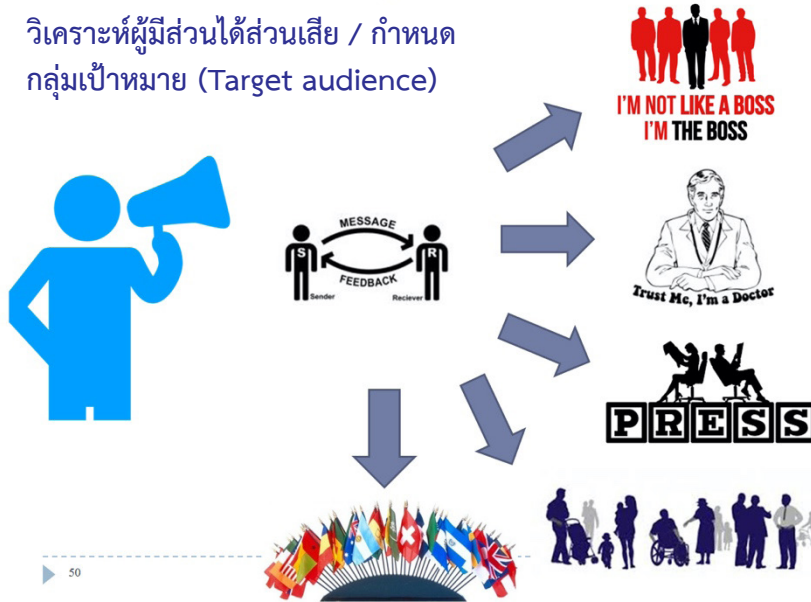 วิเคราะห์ผู้มีส่วนได้ส่วนเสีย / กำหนด
กลุ่มเป้าหมาย (Target audience)
I'M NOT LIKE A BOSS
I'M THE BOSS
MESSAGE
S
R
FEEDBACK
Sender
Reciever
Trust Me, I'm a Doctor
PRESS
50